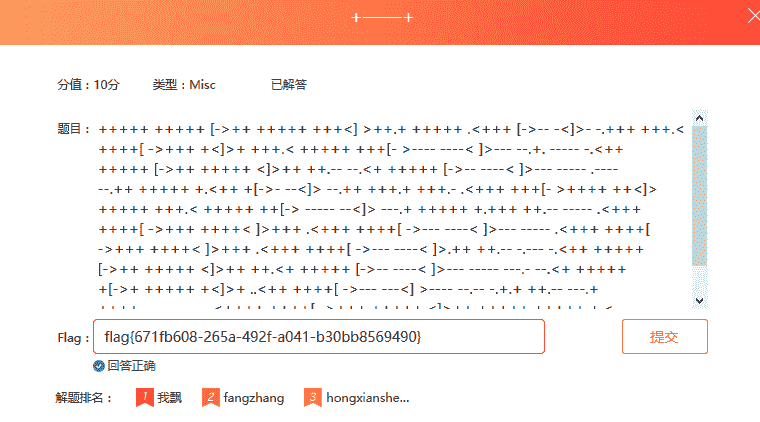 +———+
分值：10分 类型：Misc 已解答
题目： +++++ +++++ [->++ +++++ +++<] >++.+ +++++ .<+++ [->-- -<]>- -.+++ +++.<
++++[ ->+++ +<]>+ +++.< +++++ +++[- >----- ----< ]>--- --.+. ----- -.<++
+++++ [->++ +++++ <]>++ ++.-- --.<+ +++++ [->-- ----< ]>--- ----- .----
--.++ +++++ +.<++ +[->- --<]> --.++ +++.+ +++.- .<+++ +++[- >++++ ++<]>
+++++ +++.< +++++ ++[-> ----- --<]> ---.+ +++++ +.+++ ++.-- ----- .<+++
++++[ ->+++ ++++< ]>+++ .<+++ ++++[ ->--- ----< ]>--- ----- .<+++ ++++[
->+++ ++++< ]>+++ .<+++ ++++[ ->--- ----< ]>.++ ++.-- -.--- -.<++ +++++
[->++ +++++ <]>++ ++.<+ +++++ [->-- ----< ]>--- ----- ---.- --.<+ +++++
+[->+ +++++ +<]>+ ..<++ ++++[ ->--- ---<] >---- --.-- -.+.+ ++.-- ---.+
Flag： flag{671fb608-265a-492f-a041-b30bb8569490} 提交
回答正确
解题排名： 1 我飘 2 fangzhang 3 hongxianshe...